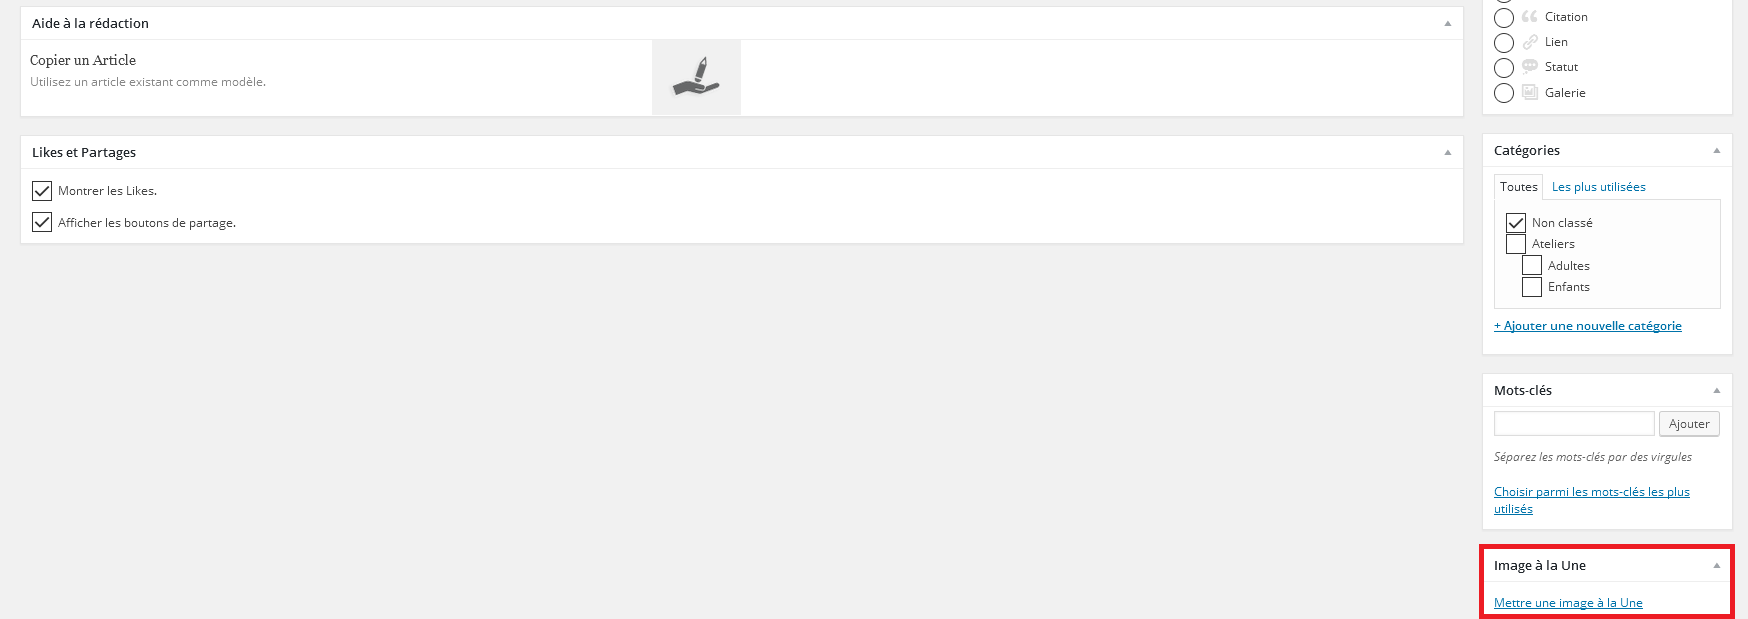 Aide à la rédaction
Copier un Article
Utilisez un article existant comme modèle.
Likes et Partages
Montrer les Likes.
Afficher les boutons de partage.
Citation
Lien
Statut
Galerie
Catégories
Toutes Les plus utilisées
Non classé
Ateliers
Adultes
Enfants
+ Ajouter une nouvelle catégorie
Mots-clés
Ajouter
Séparez les mots-clés par des virgules
Choisir parmi les mots-clés les plus
utilisés
Image à la Une
Mettre une image à la Une